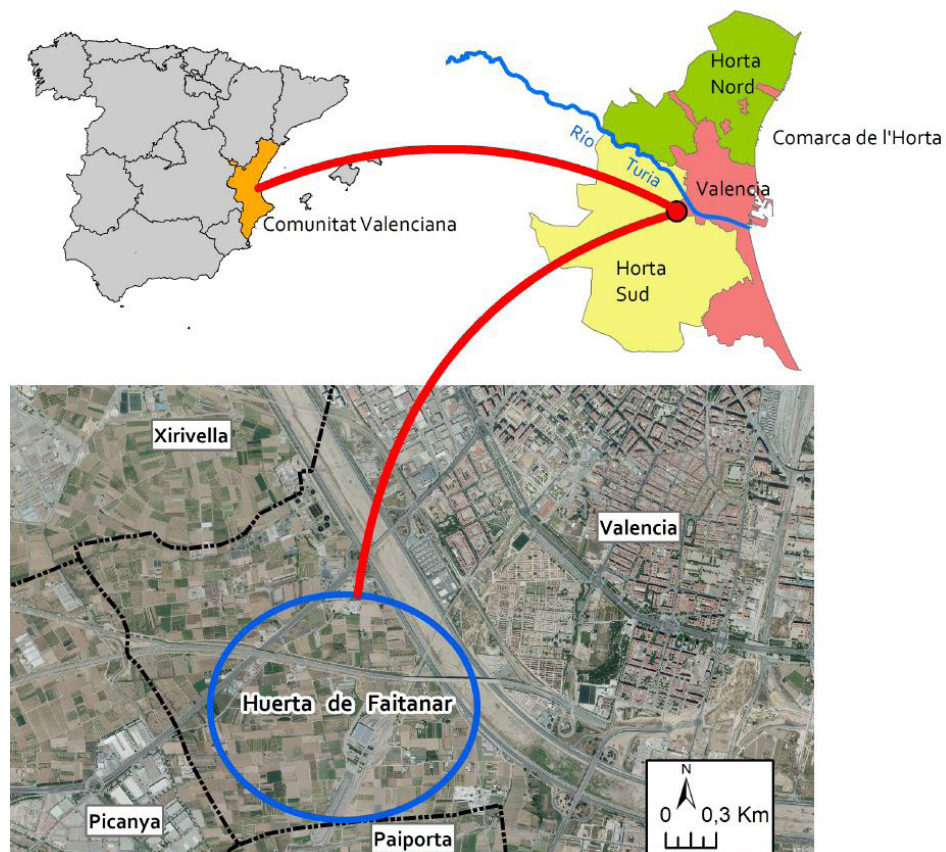 Horta
Nord
Comarca de l'Horta
Río
Turia
Valencia
Comunitat Valenciana
Horta
Sud
Xirivella
Valencia
Huerta de Faitanar
Picanya
Paiporta
N
0 0,3 Km